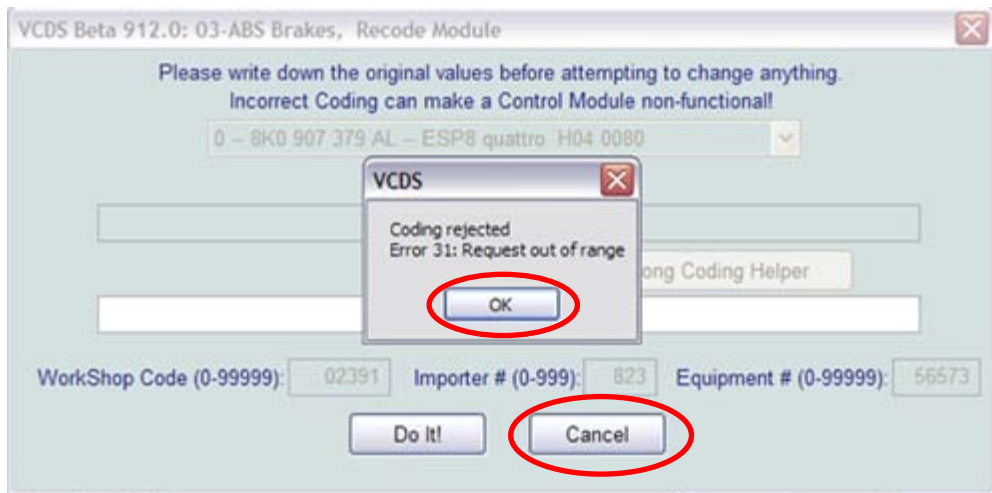 VCDS Beta 912.0: 03-ABS Brakes, Recode Module
Please write down the original values before attempting to change anything.
Incorrect Coding can make a Control Module non-functional!
0 – 8K0 907 379 AL – ESP8 quattro H04 0080
VCDS
Coding rejected
Error 31: Request out of range
ong Coding Helper
OK
WorkShop Code (0-99999): 02391 Importer # (0-999): 823 Equipment # (0-99999): 56573
Do It! Cancel